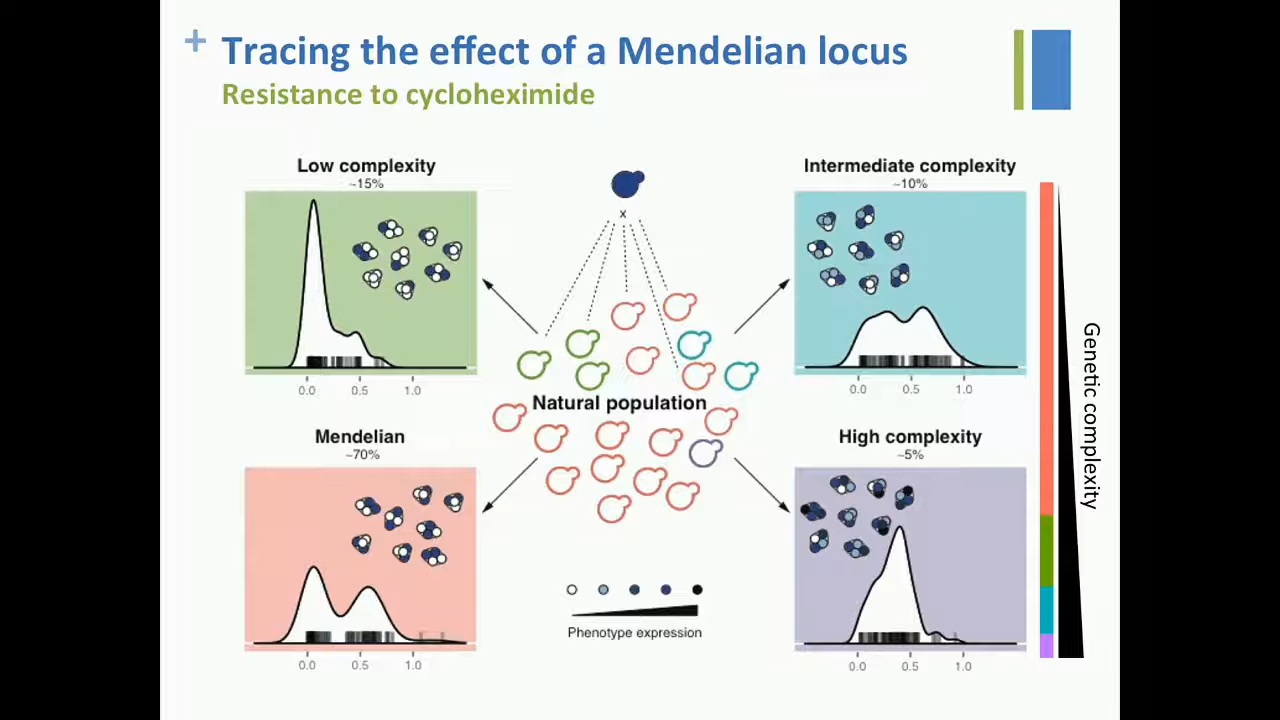 + Tracing the effect of a Mendelian locus
Resistance to cycloheximide
Low complexity
~15%
0.0 0.5 1.0
x
Intermediate complexity
~10%
0.0 0.5 1.0
Natural population
Mendelian
~70%
0.0 0.5 1.0
High complexity
~5%
0.0 0.5 1.0
Phenotype expression
Genetic complexity